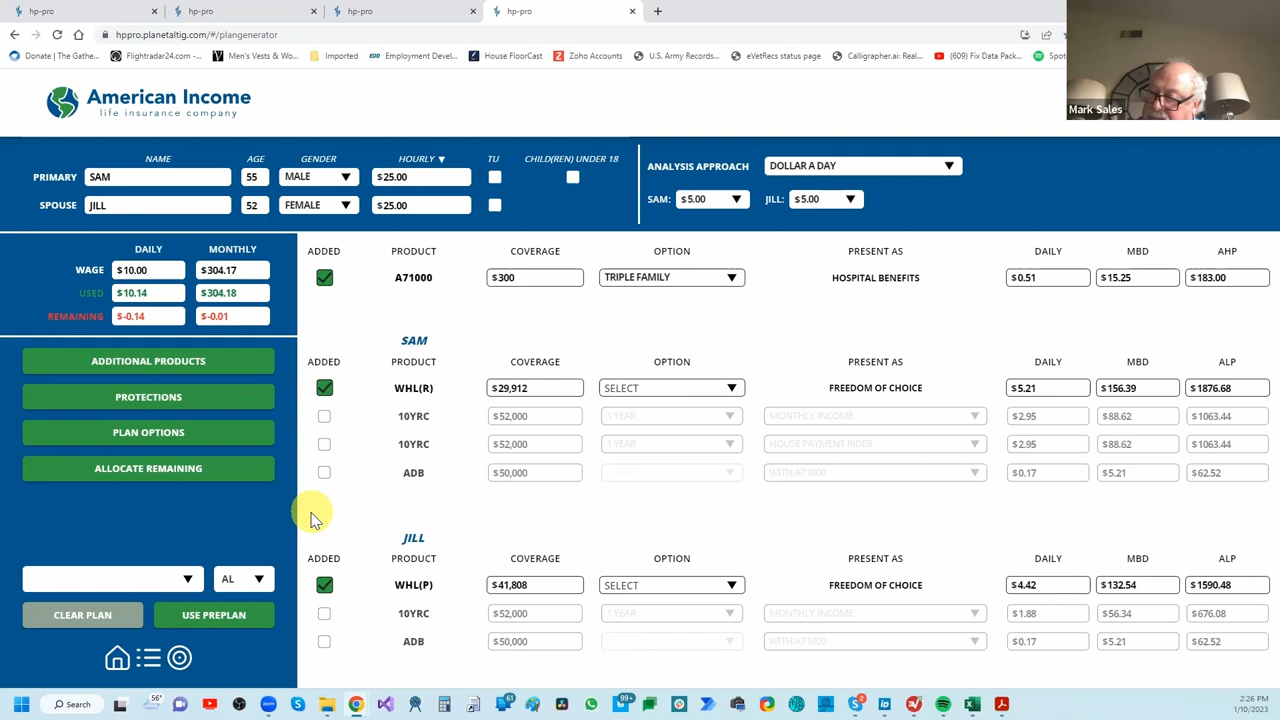 hp-pro
hp-pro
hp-pro
hp-pro
hppro.planetaltig.com/#/plangenerator
Donate | The Gathe...
Flightradar24.com -...
Men's Vests & Wo...
Imported
EDD Employment Devel...
House FloorCast
Zoho Accounts
U.S. Army Records...
eVetRecs status page
Calligrapher.ai: Real...
(609) Fix Data Pack...
Spot
Mark Sales
American Income
life insurance company
NAME AGE GENDER HOURLY ▼ TU CHILD(REN) UNDER 18
PRIMARY SAM 55 MALE $25.00
SPOUSE JILL 52 FEMALE $25.00
ANALYSIS APPROACH DOLLAR A DAY
SAM: $5.00 JILL: $5.00
DAILY MONTHLY
WAGE $10.00 $304.17
USED $10.14 $304.18
REMAINING $-0.14 $-0.01
ADDITIONAL PRODUCTS
PROTECTIONS
PLAN OPTIONS
ALLOCATE REMAINING
AL
CLEAR PLAN USE PREPLAN
ADDED PRODUCT COVERAGE OPTION PRESENT AS DAILY MBD AHP
A71000 $300 TRIPLE FAMILY HOSPITAL BENEFITS $0.51 $15.25 $183.00
SAM
ADDED PRODUCT COVERAGE OPTION PRESENT AS DAILY MBD ALP
WHL(R) $29,912 SELECT FREEDOM OF CHOICE $5.21 $156.39 $1876.68
10YRC $52,000 1 YEAR MONTHLY INCOME $2.95 $88.62 $1063.44
10YRC $52,000 1 YEAR HOUSE PAYMENT RIDER $2.95 $88.62 $1063.44
ADB $50,000 WITH A71000 $0.17 $5.21 $62.52
JILL
ADDED PRODUCT COVERAGE OPTION PRESENT AS DAILY MBD ALP
WHL(P) $41,808 SELECT FREEDOM OF CHOICE $4.42 $132.54 $1590.48
10YRC $52,000 1 YEAR MONTHLY INCOME $1.88 $56.34 $676.08
ADB $50,000 WITH A71000 $0.17 $5.21 $62.52
Search
56°
61
99+
2
2:26 PM
1/10/2023